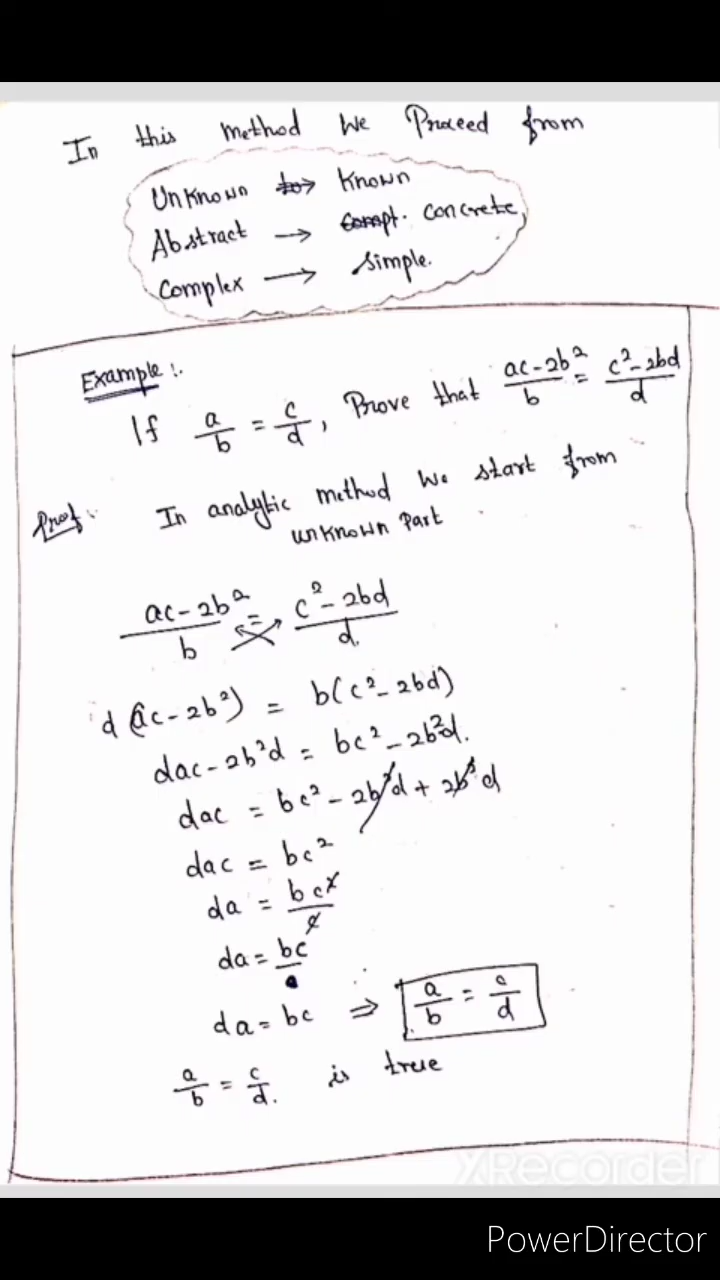 In this method We Proceed from
Unknown to→ Known
Abstract → Compt. concrete,
Complex → simple.
Example :.
If a/b = c/d, Prove that (ac-2b²)/b = (c²-2bd)/d
Proof:
In analytic method We start from
unknown part
(ac-2b²)/b = (c²-2bd)/d.
d(ac-2b²) = b(c²-2bd)
dac-2b²d = bc²-2b²d.
dac = bc²-2b²d+2b²d
dac = bc²
da = bc²/c
da = bc
da = bc ⇒ a/b = c/d
a/b = c/d. is true
XRecorder
PowerDirector